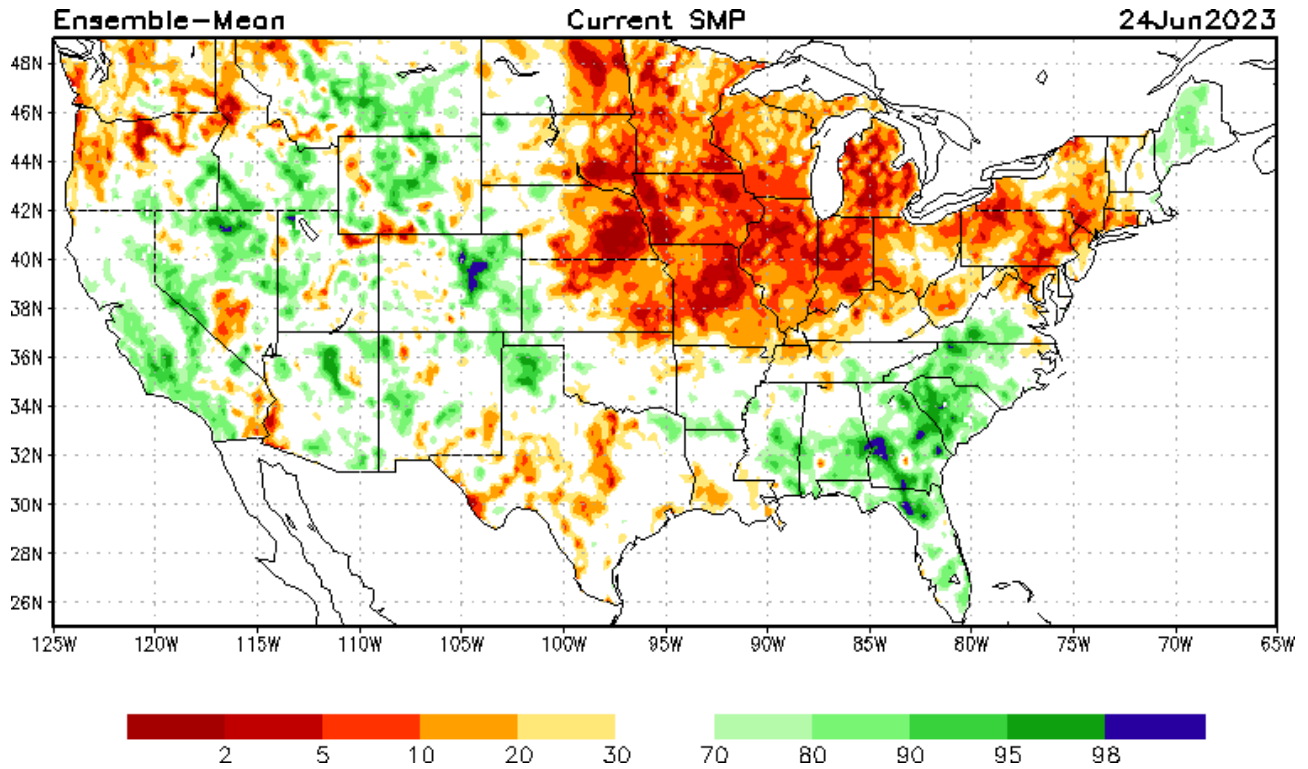 Ensemble-Mean Current SMP 24Jun2023
48N
46N
44N
42N
40N
38N
36N
34N
32N
30N
28N
26N
125W 120W 115W 110W 105W 100W 95W 90W 85W 80W 75W 70W 65W
2 5 10 20 30 70 80 90 95 98